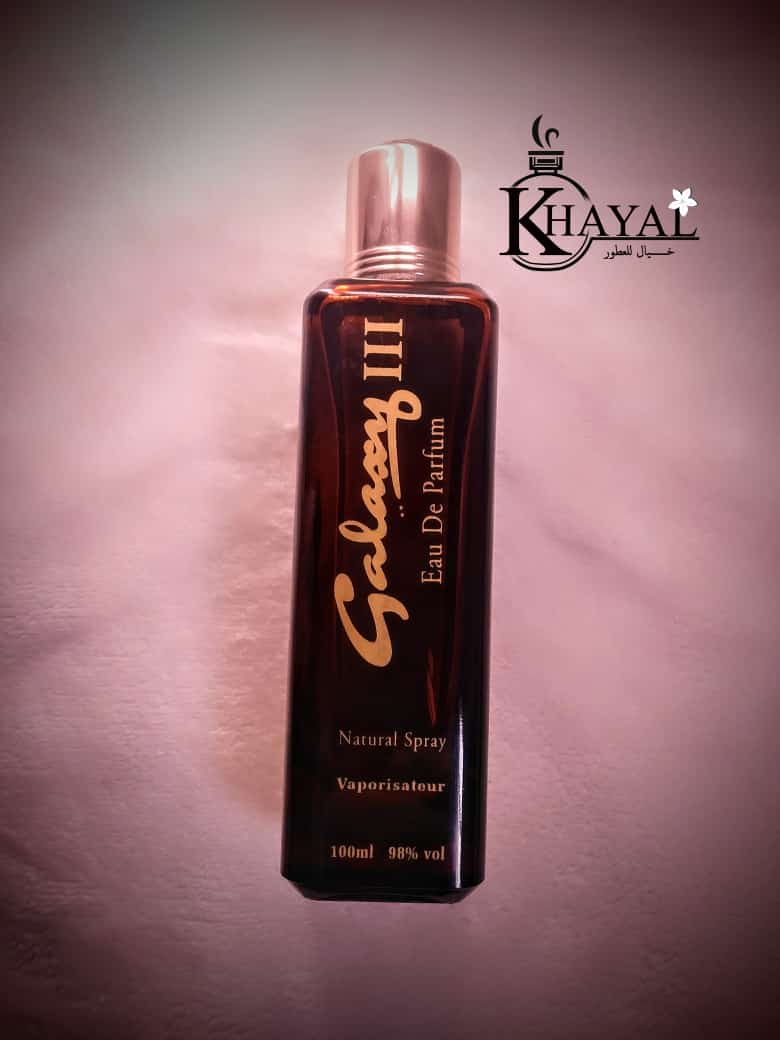 KHAYAL
خيال للعطور
Galaxy III
Eau De Parfum
Natural Spray
Vaporisateur
100ml 98% vol